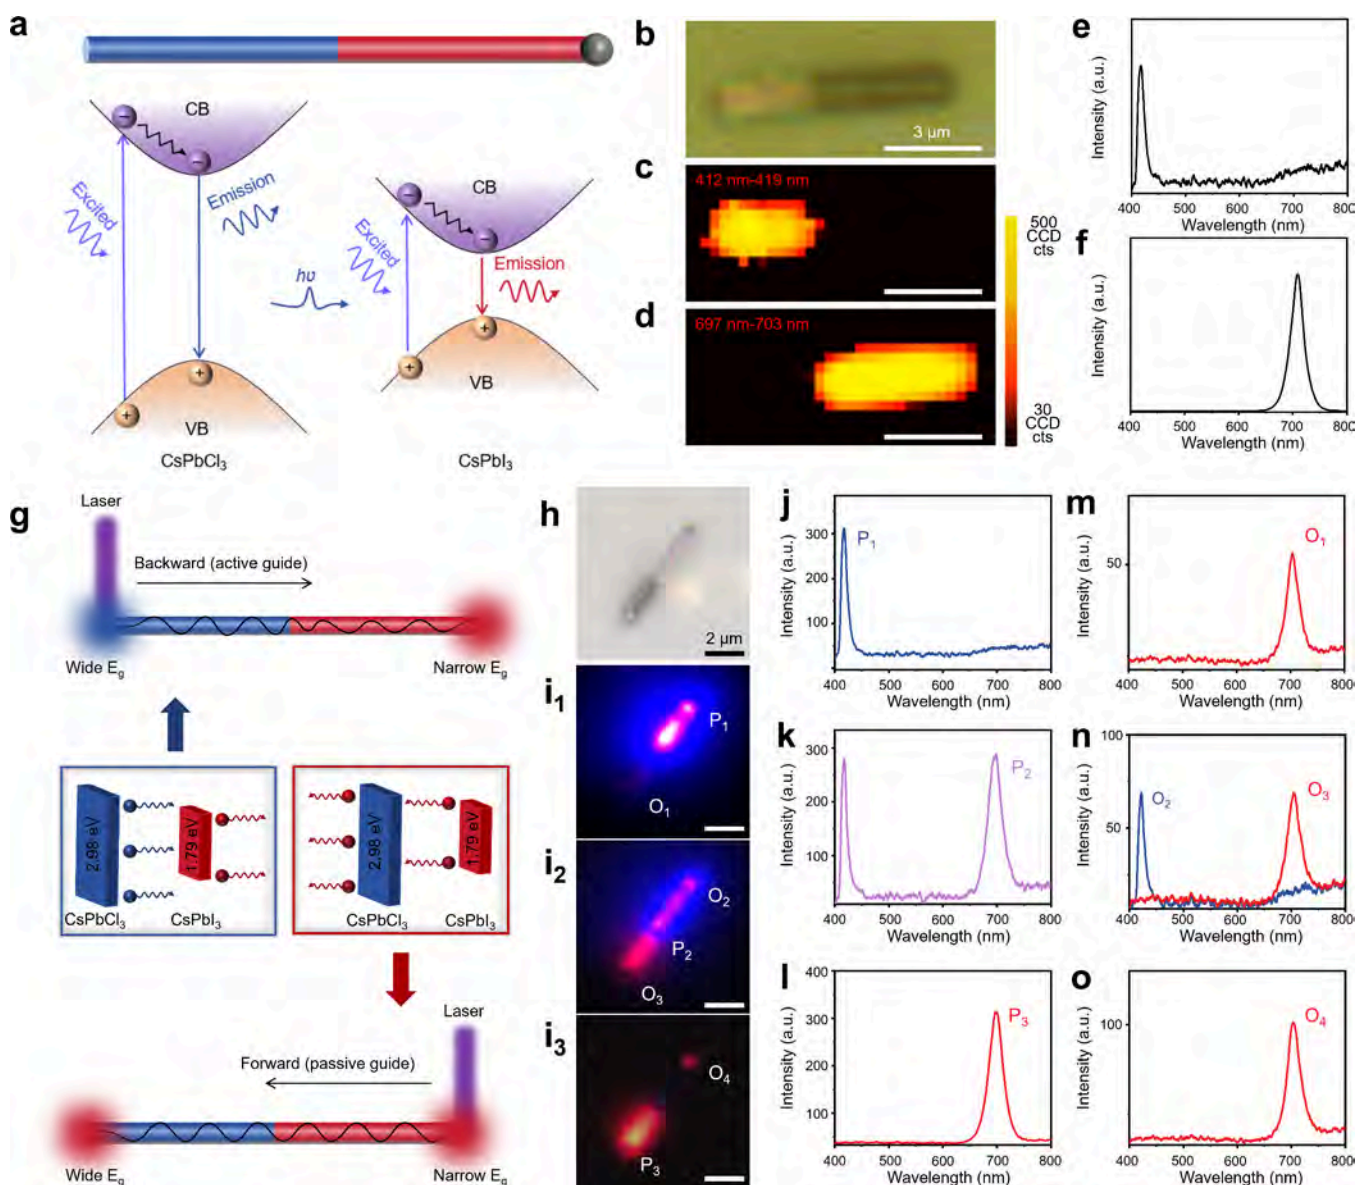 a
CB
Excited
Emission
VB
CsPbCl3
hυ
CB
Excited
Emission
VB
CsPbI3
b
3 µm
c
412 nm-419 nm
d
697 nm-703 nm
500
CCD
cts
30
CCD
cts
e
Intensity (a.u.)
400 500 600 700 800
Wavelength (nm)
f
Intensity (a.u.)
400 500 600 700 800
Wavelength (nm)
g
Laser
Backward (active guide)
Wide Eg
Narrow Eg
2.98 eV
1.79 eV
CsPbCl3
CsPbI3
2.98 eV
1.79 eV
CsPbCl3
CsPbI3
Laser
Forward (passive guide)
Wide Eg
Narrow Eg
h
2 µm
i1
P1
O1
i2
O2
P2
O3
i3
O4
P3
j
P1
Intensity (a.u.)
300
200
100
400 500 600 700 800
Wavelength (nm)
k
P2
Intensity (a.u.)
300
200
100
400 500 600 700 800
Wavelength (nm)
l
P3
Intensity (a.u.)
400
300
200
100
400 500 600 700 800
Wavelength (nm)
m
O1
Intensity (a.u.)
50
400 500 600 700 800
Wavelength (nm)
n
O2
O3
Intensity (a.u.)
100
50
400 500 600 700 800
Wavelength (nm)
o
O4
Intensity (a.u.)
100
400 500 600 700 800
Wavelength (nm)